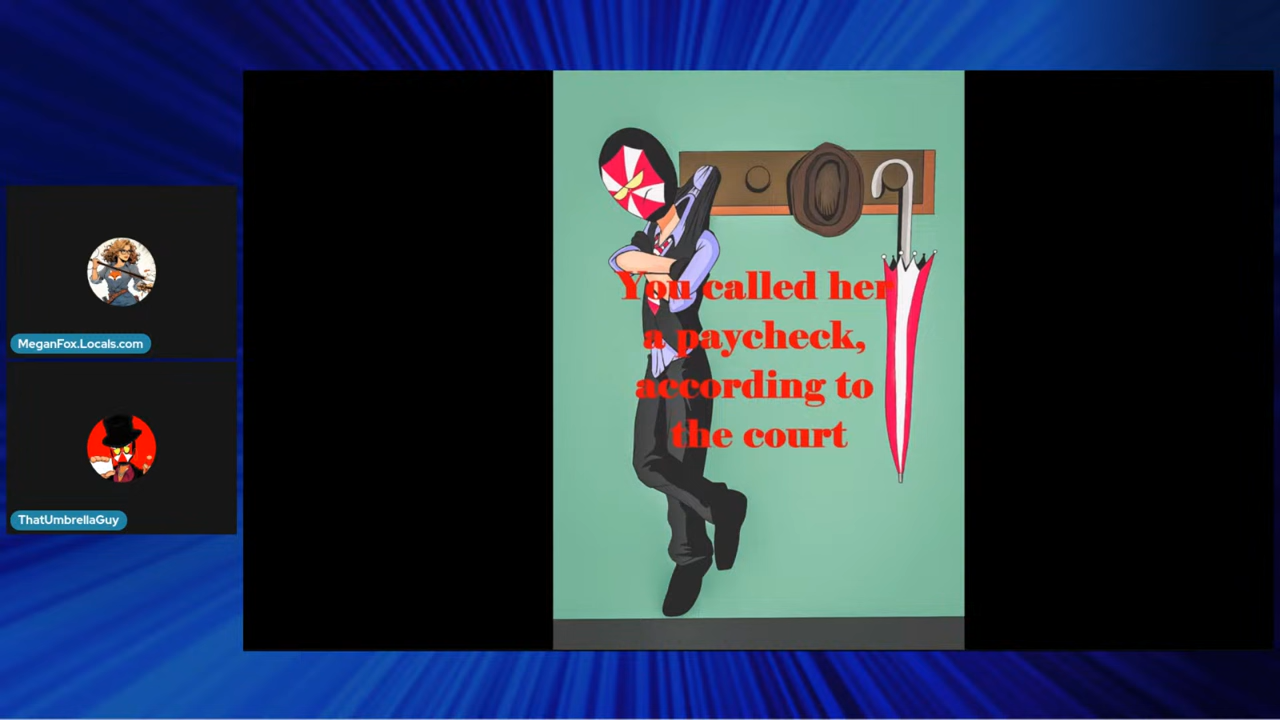 MeganFox.Locals.com
ThatUmbrellaGuy
You called her
a paycheck,
according to
the court